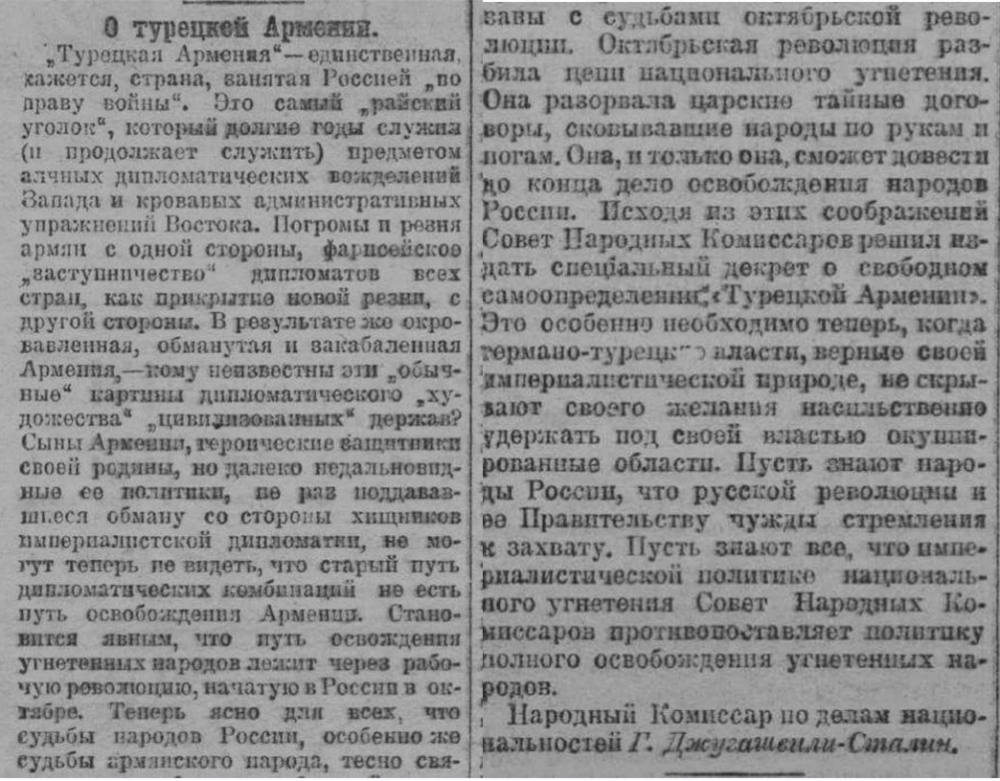 О турецкой Армении.
„Турецкая Армения“—единственная,
кажется, страна, занятая Россией „по
праву войны“. Это самый „райский
уголок“, который долгие годы служил
(и продолжает служить) предметом
алчных дипломатических вожделений
Запада и кровавых административных
упражнений Востока. Погромы и резня
армян с одной стороны, фарисейское
„заступничество“ дипломатов всех
стран, как прикрытие новой резни, с
другой стороны. В результате же окро-
вавленная, обманутая и закабаленная
Армения,—кому неизвестны эти „обыч-
ные“ картины дипломатического „ху-
дожества“ „цивилизованных“ держав?
Сыны Армении, героические защитники
своей родины, но далеко недальновид-
ные ее политики, не раз поддавав-
шиеся обману со стороны хищников
империалистской дипломатии, не мо-
гут теперь не видеть, что старый путь
дипломатических комбинаций не есть
путь освобождения Армении. Стано-
вится явным, что путь освождения
угнетенных народов лежит через рабо-
чую революцию, начатую в России в ок-
тябре. Теперь ясно для всех, что
судьбы народов России, особенно же
судьбы армянского народа, тесно свя-
заны с судьбами октябрьской рево-
люции. Октябрьская революция раз-
била цепи национального угнетения.
Она разорвала царские тайные дого-
воры, сковывавшие народы по рукам и
ногам. Она, и только она, сможет довести
до конца дело освобождения народов
России. Исходя из этих соображений
Совет Народных Комиссаров решил из-
дать специальный декрет о свободном
самоопределении «Турецкой Армении».
Это особенно необходимо теперь, когда
германо-турецкие власти, верные своей
империалистической природе, не скры-
вают своего желания насильственно
удержать под своей властью оккупи-
рованные области. Пусть знают наро-
ды России, что русской революции и
ее Правительству чужды стремления
к захвату. Пусть знают все, что импе-
риалистической политике националь-
ного угнетения Совет Народных Ко-
миссаров противопоставляет политику
полного освобождения угнетенных на-
родов.
Народный Комиссар по делам нацио-
нальностей Г. Джугашвили-Сталин.